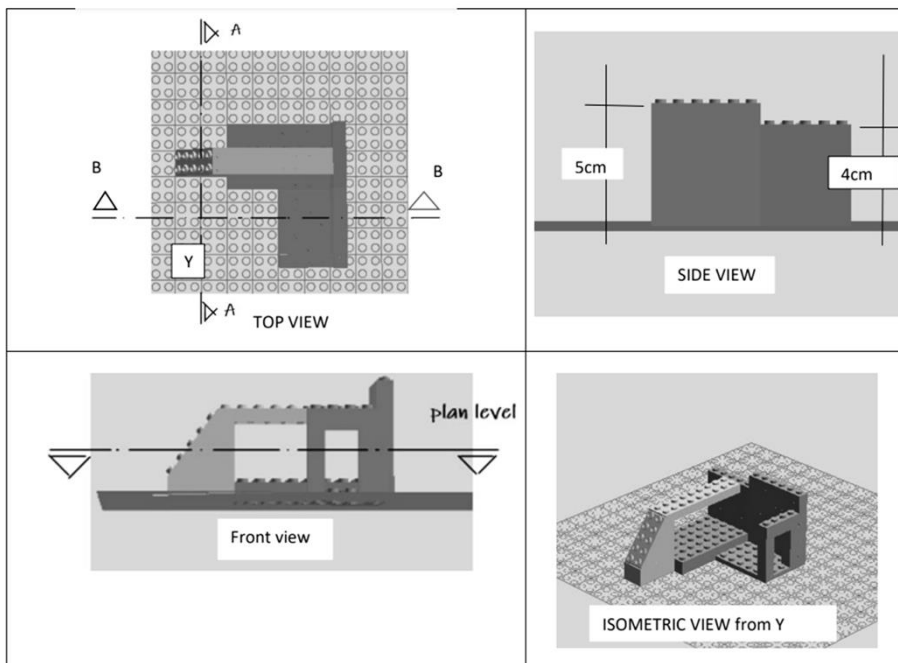 A
B
B
Y
A
TOP VIEW
5cm
4cm
SIDE VIEW
plan level
Front view
ISOMETRIC VIEW from Y